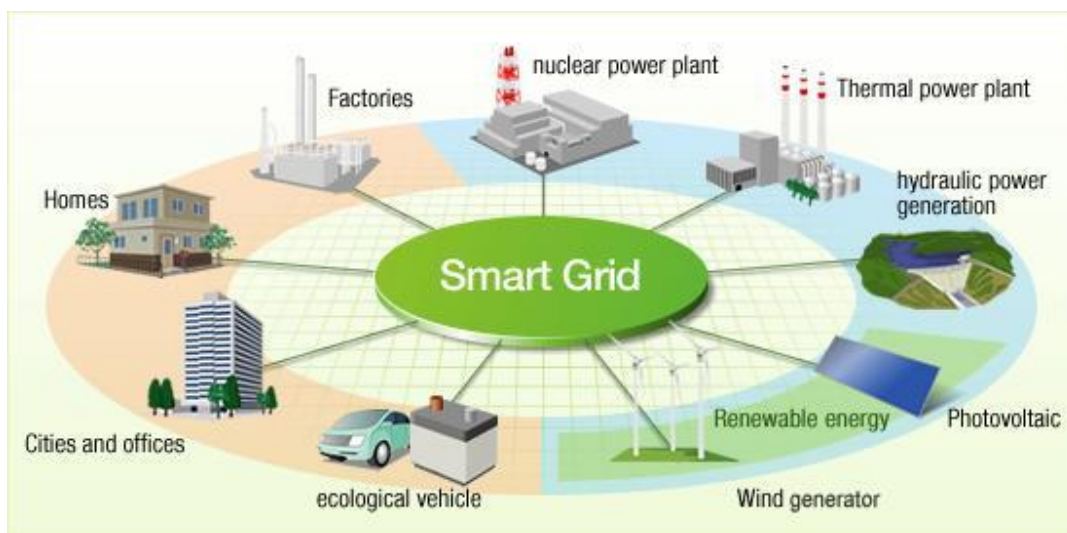 nuclear power plant
Thermal power plant
Factories
hydraulic power
generation
Homes
Smart Grid
Renewable energy
Photovoltaic
Cities and offices
ecological vehicle
Wind generator